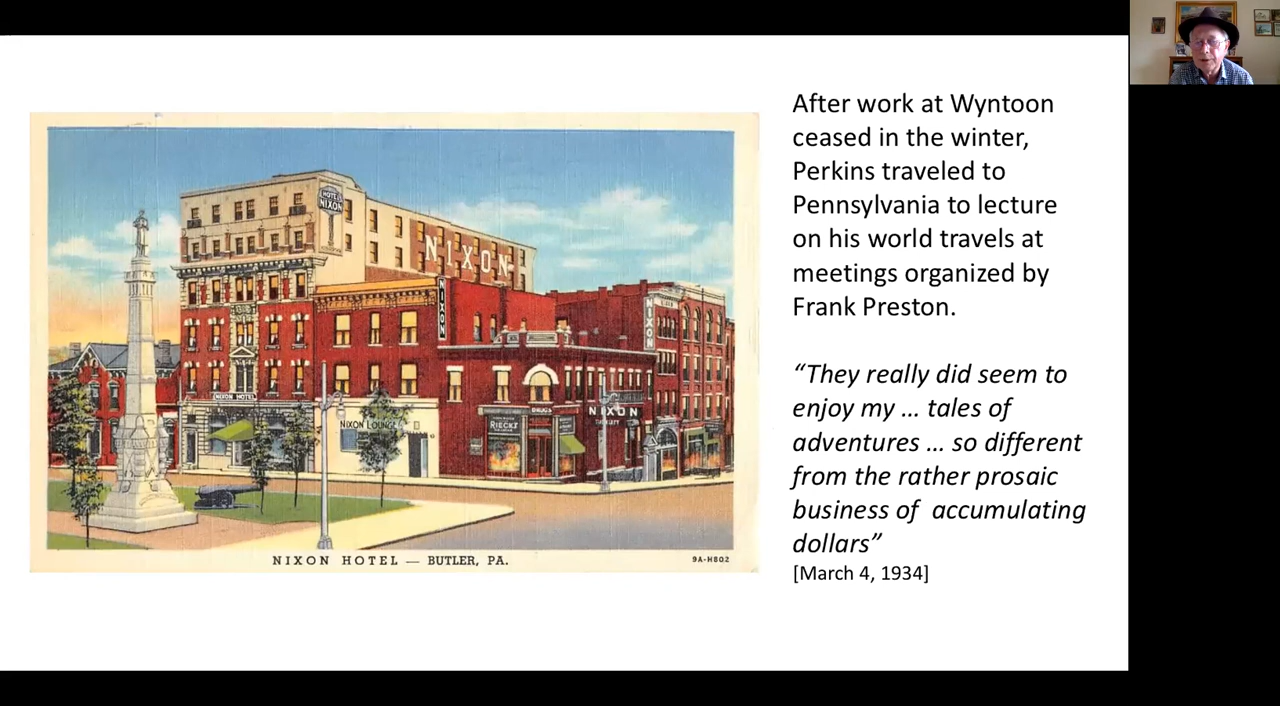 HOTEL
NIXON
NIXON
NIXON
NIXON
NIXON HOTEL
NIXON LOUNGE
DRUGS
RIECK'S
NIXON
NIXON HOTEL — BUTLER, PA.
9A-H802
After work at Wyntoon
ceased in the winter,
Perkins traveled to
Pennsylvania to lecture
on his world travels at
meetings organized by
Frank Preston.
“They really did seem to
enjoy my … tales of
adventures … so different
from the rather prosaic
business of  accumulating
dollars”
[March 4, 1934]